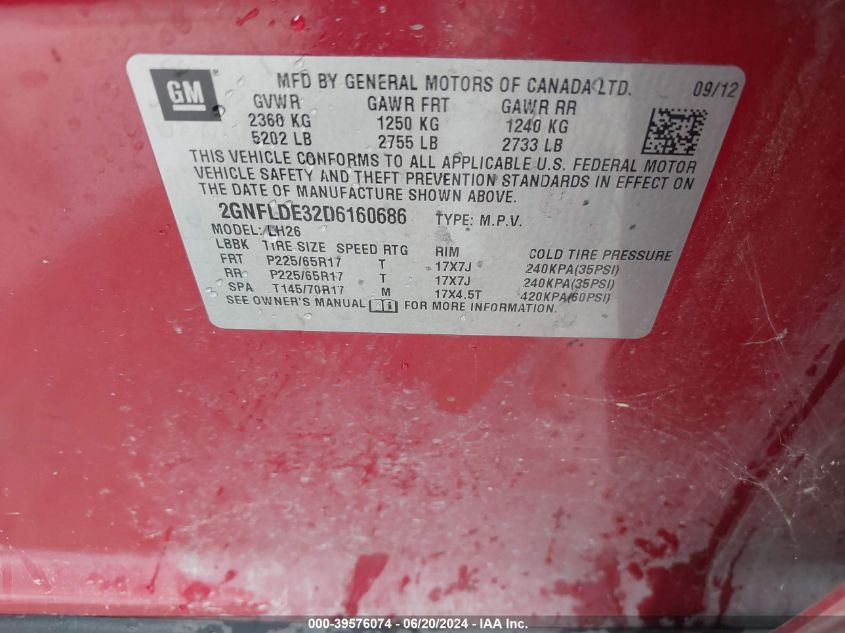 GM
MFD BY GENERAL MOTORS OF CANADA LTD. 09/12
GVWR GAWR FRT GAWR RR
2360 KG 1250 KG 1240 KG
5202 LB 2755 LB 2733 LB
THIS VEHICLE CONFORMS TO ALL APPLICABLE U.S. FEDERAL MOTOR
VEHICLE SAFETY AND THEFT PREVENTION STANDARDS IN EFFECT ON
THE DATE OF MANUFACTURE SHOWN ABOVE.
2GNFLDE32D6160686 TYPE: M.P.V.
MODEL: LH26
LBBK TIRE SIZE SPEED RTG RIM COLD TIRE PRESSURE
FRT P225/65R17 T 17X7J 240KPA(35PSI)
RR P225/65R17 T 17X7J 240KPA(35PSI)
SPA T145/70R17 M 17X4.5T 420KPA(60PSI)
SEE OWNER'S MANUAL FOR MORE INFORMATION.
000-39576074 / 06/20/2024 - US. - IAA Inc.